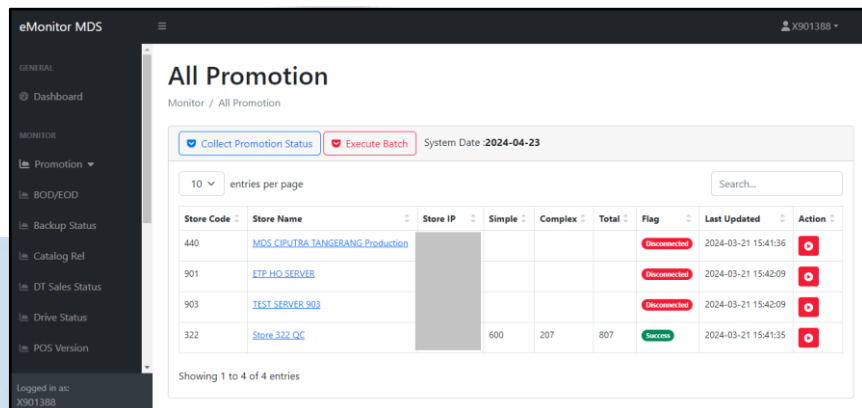 eMonitor MDS
X901388
GENERAL
Dashboard
MONITOR
Promotion
BOD/EOD
Backup Status
Catalog Rel
DT Sales Status
Drive Status
POS Version
Logged in as:
X901388
All Promotion
Monitor / All Promotion
Collect Promotion Status Execute Batch System Date :2024-04-23
10 entries per page Search...
Store Code Store Name Store IP Simple Complex Total Flag Last Updated Action
440 MDS CIPUTRA TANGERANG Production Disconnected 2024-03-21 15:41:36
901 ETP HO SERVER Disconnected 2024-03-21 15:42:09
903 TEST SERVER 903 Disconnected 2024-03-21 15:42:09
322 Store 322 QC 600 207 807 Success 2024-03-21 15:41:35
Showing 1 to 4 of 4 entries